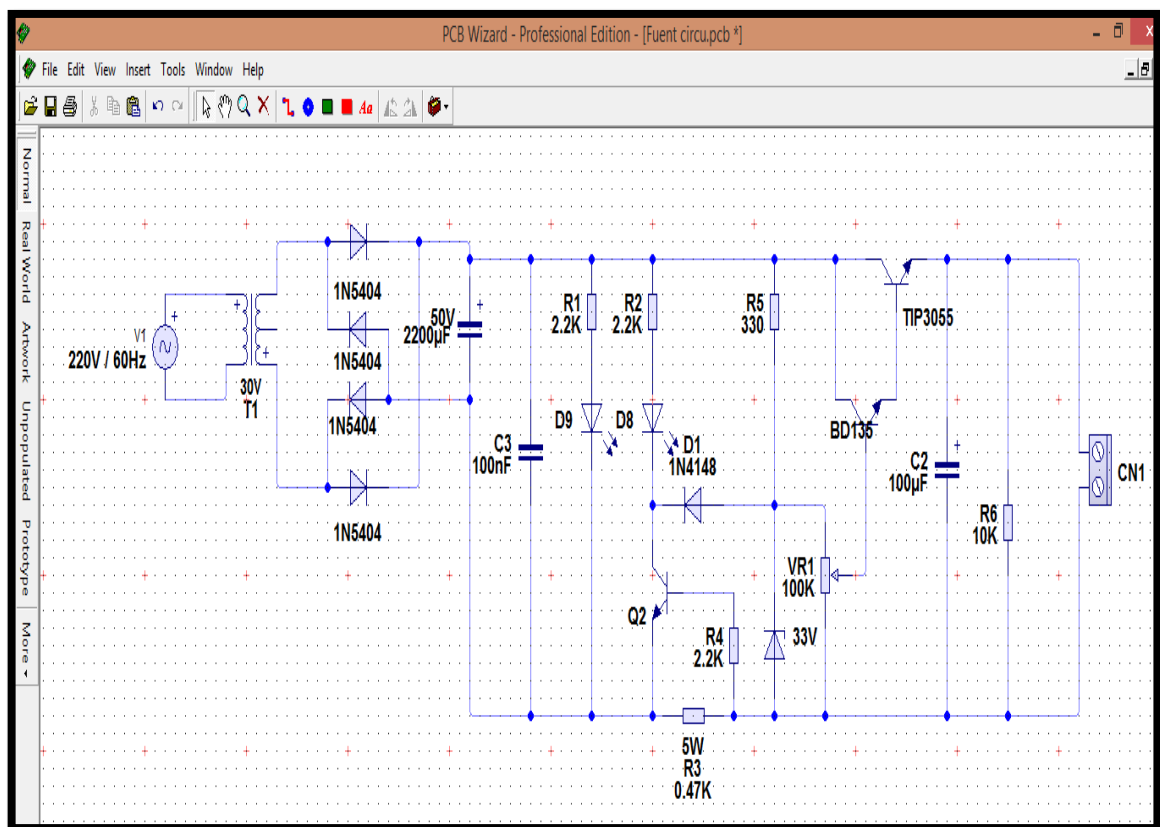 PCB Wizard - Professional Edition - [Fuent circu.pcb *]
File Edit View Insert Tools Window Help
Aa
Normal
Real World
Artwork
Unpopulated
Prototype
More
V1
220V / 60Hz
30V
T1
1N5404
1N5404
1N5404
1N5404
50V
2200µF
C3
100nF
R1
2.2K
R2
2.2K
R5
330
D9
D8
D1
1N4148
TIP3055
BD135
C2
100µF
R6
10K
CN1
VR1
100K
Q2
R4
2.2K
33V
5W
R3
0.47K